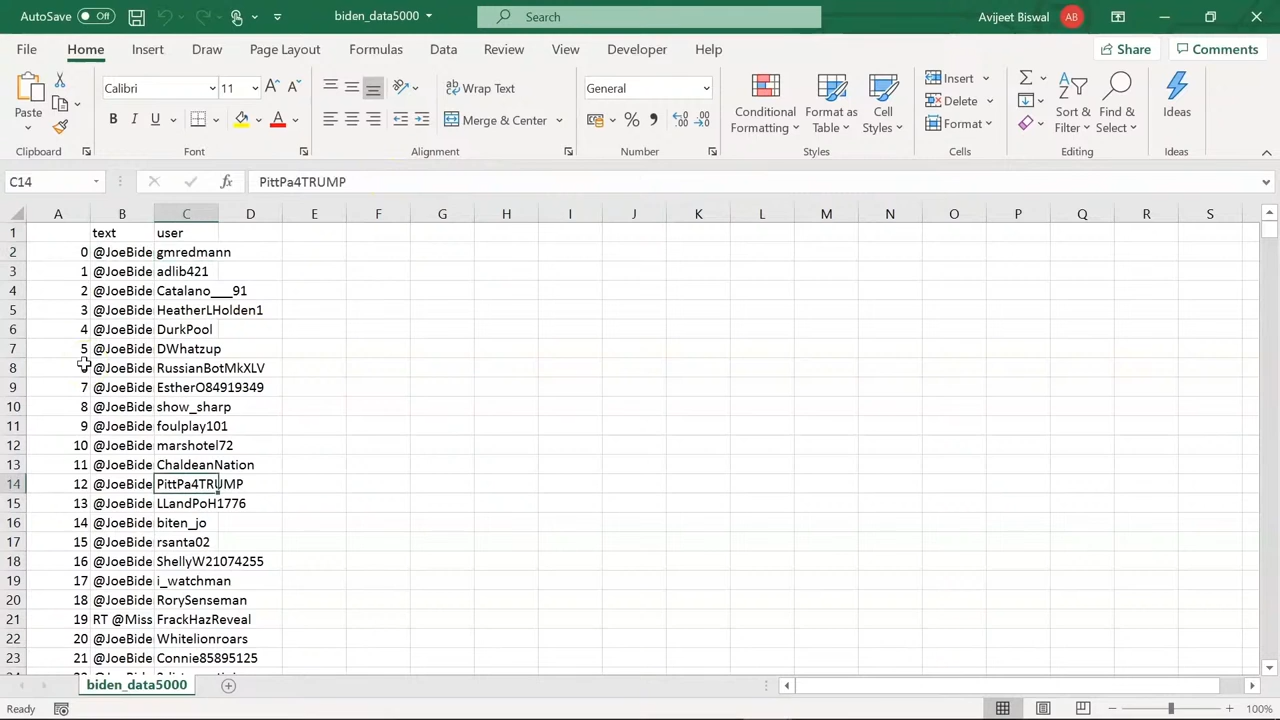 AutoSave Off biden_data5000 Search Avijeet Biswal AB
File Home Insert Draw Page Layout Formulas Data Review View Developer Help Share Comments
Paste Calibri 11 Wrap Text General Conditional Formatting Format as Table Cell Styles Insert Sort & Filter Find & Select Ideas
B I U Merge & Center % Delete
Format
Clipboard Font Alignment Number Styles Cells Editing Ideas
C14 fx PittPa4TRUMP
A B C D E F G H I J K L M N O P Q R S
1 text user
2 0 @JoeBide gmredmann
3 1 @JoeBide adlib421
4 2 @JoeBide Catalano___91
5 3 @JoeBide HeatherLHolden1
6 4 @JoeBide DurkPool
7 5 @JoeBide DWhatzup
8 @JoeBide RussianBotMkXLV
9 7 @JoeBide EstherO84919349
10 8 @JoeBide show_sharp
11 9 @JoeBide foulplay101
12 10 @JoeBide marshotel72
13 11 @JoeBide ChaldeanNation
14 12 @JoeBide PittPa4TRUMP
15 13 @JoeBide LLandPoH1776
16 14 @JoeBide biten_jo
17 15 @JoeBide rsanta02
18 16 @JoeBide ShellyW21074255
19 17 @JoeBide i_watchman
20 18 @JoeBide RorySenseman
21 19 RT @Miss FrackHazReveal
22 20 @JoeBide Whitelionroars
23 21 @JoeBide Connie85895125
biden_data5000
Ready 100%